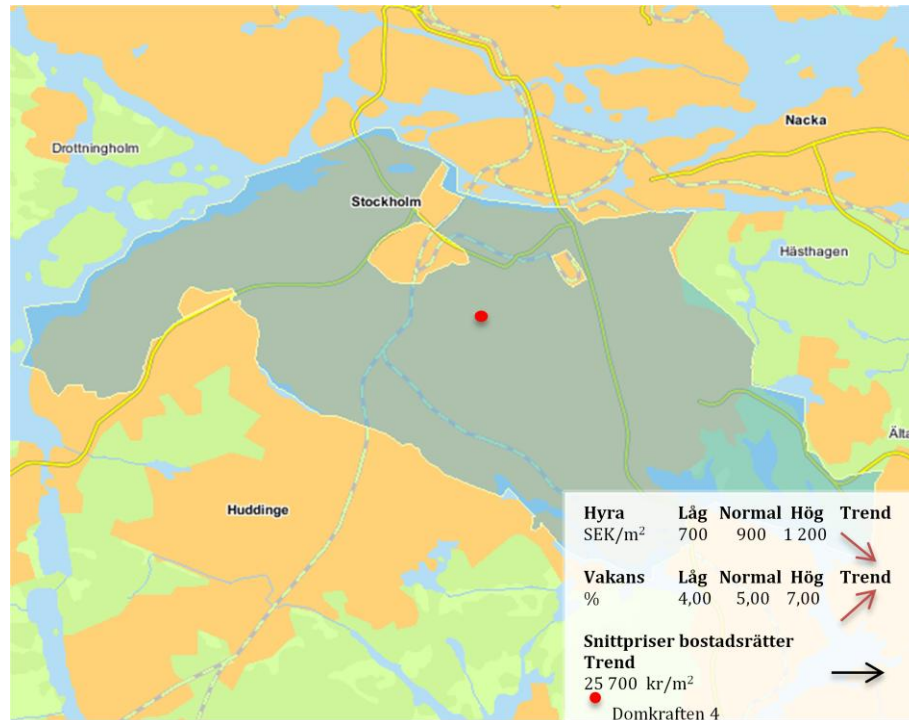 Nacka
Drottningholm
Stockholm
Hästhagen
Älta
Huddinge
Hyra Låg Normal Hög Trend
SEK/m² 700 900 1 200
Vakans Låg Normal Hög Trend
% 4,00 5,00 7,00
Snittpriser bostadsrätter
Trend
25 700 kr/m²
Domkraften 4